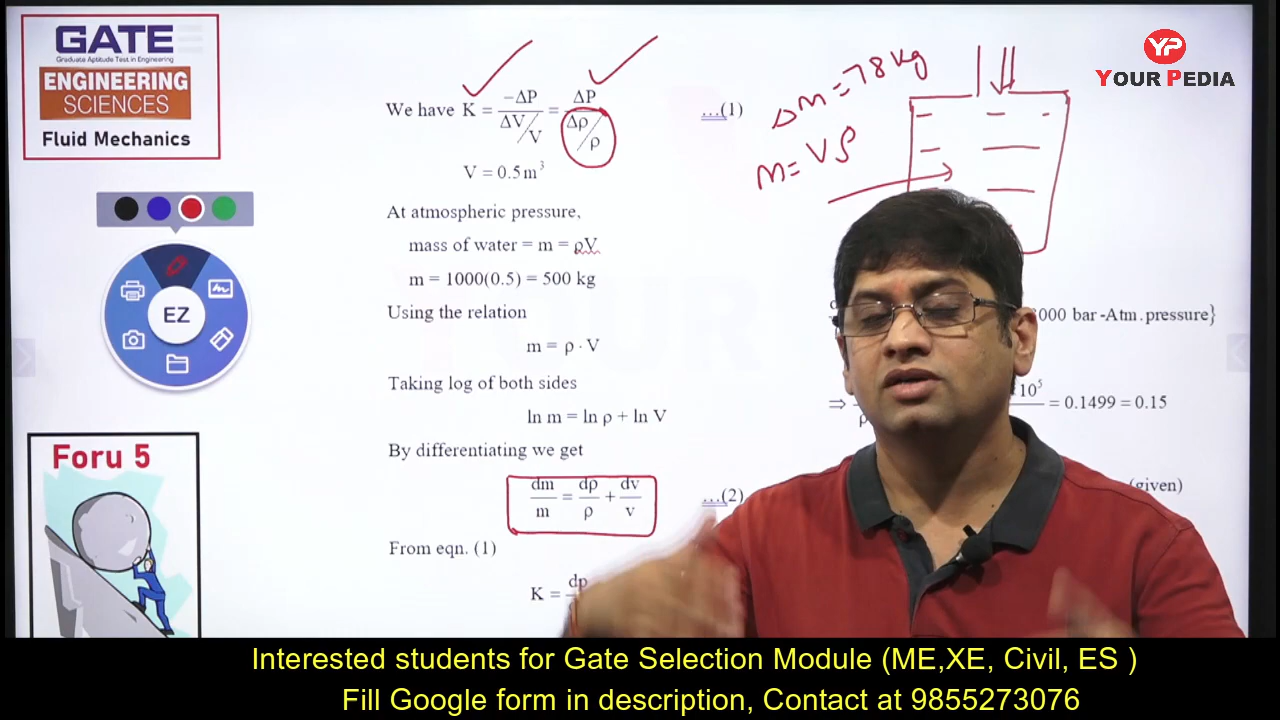 GATE
Graduate Aptitude Test in Engineering
ENGINEERING
SCIENCES
Fluid Mechanics
We have K = −ΔP / (ΔV/V) = ΔP / (Δρ/ρ) ...(1)
V = 0.5 m³
At atmospheric pressure,
mass of water = m = ρV
m = 1000(0.5) = 500 kg
Using the relation
m = ρ · V
Taking log of both sides
ln m = ln ρ + ln V
By differentiating we get
dm/m = dρ/ρ + dv/v ...(2)
From eqn. (1)
K = dp
Δm = 78 kg
m = Vρ
YP
YOUR PEDIA
000 bar -Atm.pressure}
⇒ 10⁵ = 0.1499 = 0.15
(given)
EZ
Foru 5
Interested students for Gate Selection Module (ME,XE, Civil, ES )
Fill Google form in description, Contact at 9855273076